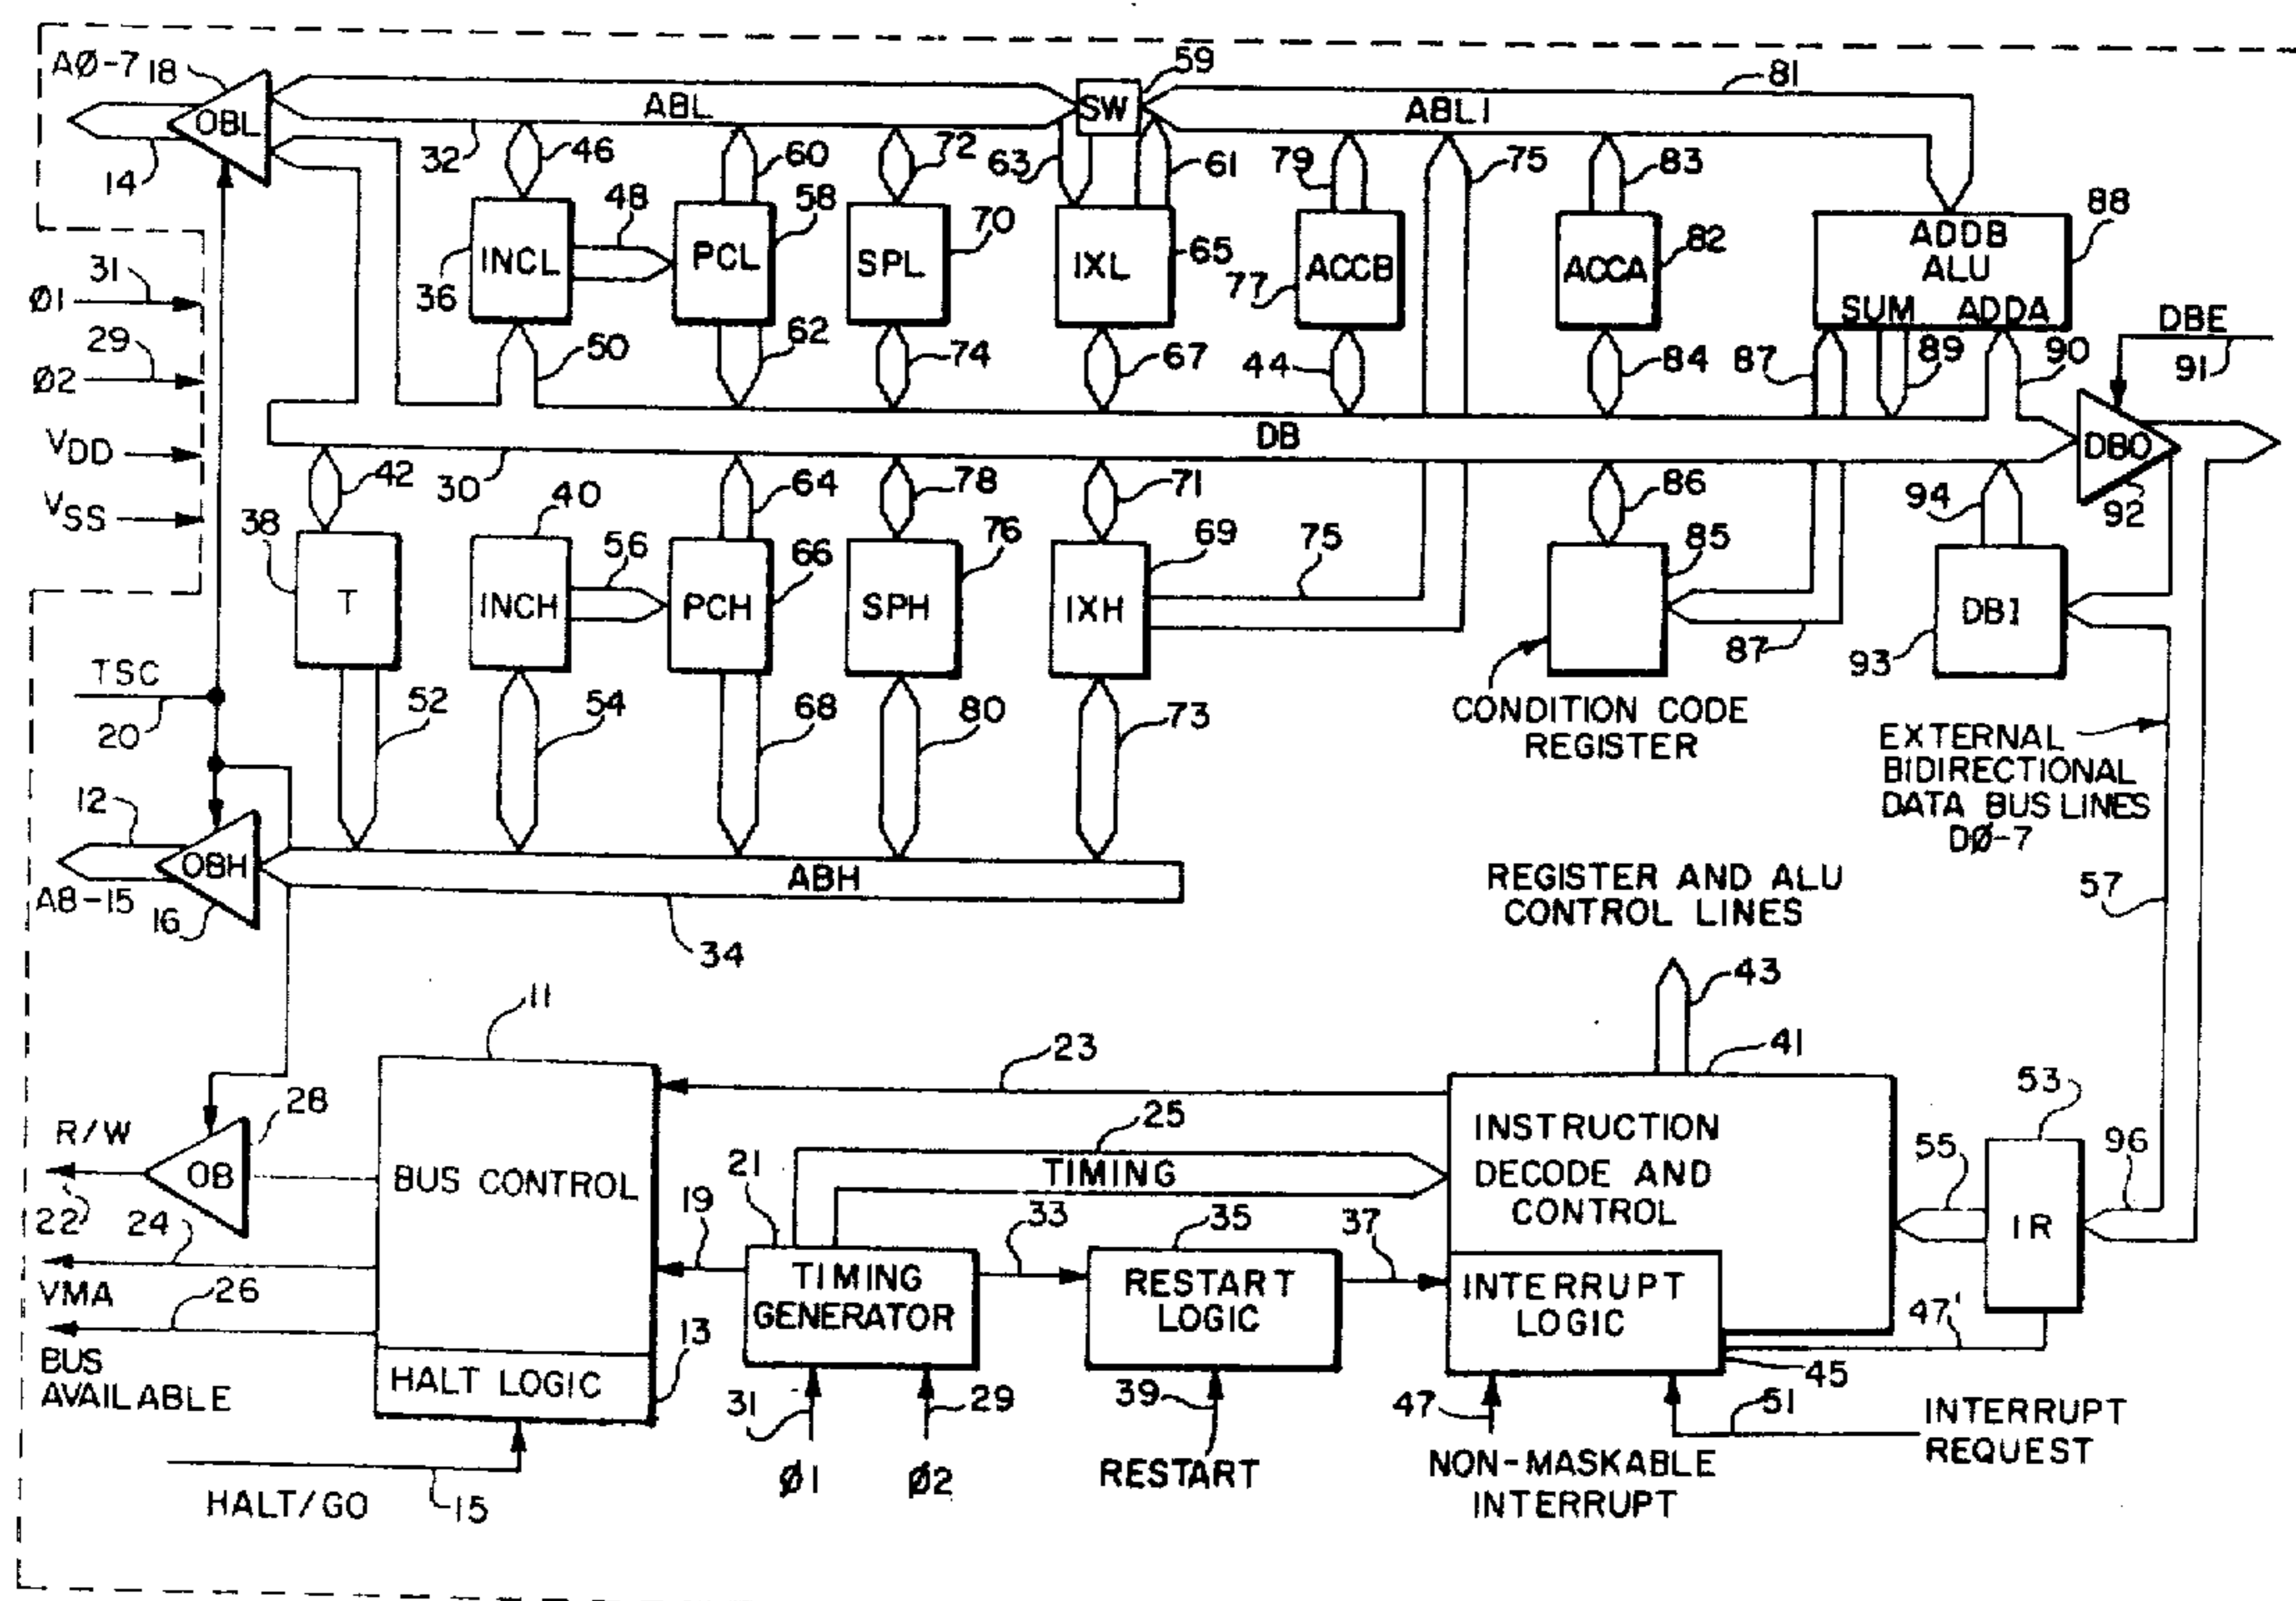 AØ-7 18
OBL
14
ABL
32
SW
59
ABLI
81
46
60
72
63
61
79
75
83
48
58
70
INCL
36
PCL
SPL
IXL
65
ACCB
77
ACCA
82
ADDB
ALU
SUM ADDA
88
31
Ø1
29
Ø2
VDD
VSS
50
62
74
67
44
84
87
89
90
DBE
91
DB
DBO
92
42
30
64
78
71
86
94
38
T
40
INCH
56
PCH
66
SPH
76
IXH
69
75
85
87
DBI
93
CONDITION CODE
REGISTER
TSC
20
52
54
68
80
73
EXTERNAL
BIDIRECTIONAL
DATA BUS LINES
DØ-7
12
OBH
A8-15
16
ABH
34
REGISTER AND ALU
CONTROL LINES
57
43
11
23
41
53
R/W
28
OB
22
24
VMA
26
BUS
AVAILABLE
BUS CONTROL
HALT LOGIC
13
HALT/GO
15
25
TIMING
21
19
TIMING
GENERATOR
33
35
RESTART
LOGIC
37
INSTRUCTION
DECODE AND
CONTROL
INTERRUPT
LOGIC
55
IR
96
47'
45
31
29
Ø1
Ø2
39
RESTART
47
NON-MASKABLE
INTERRUPT
51
INTERRUPT
REQUEST